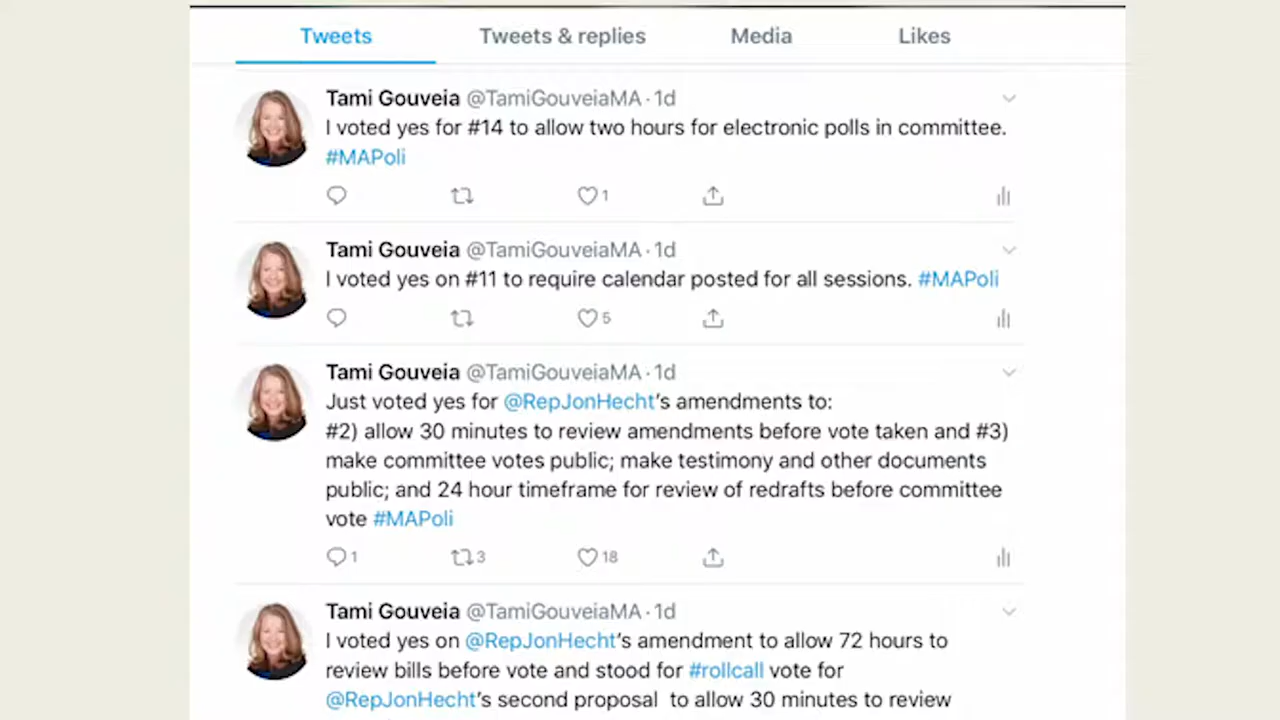 Tweets Tweets & replies Media Likes
Tami Gouveia @TamiGouveiaMA · 1d
I voted yes for #14 to allow two hours for electronic polls in committee.
#MAPoli
1
Tami Gouveia @TamiGouveiaMA · 1d
I voted yes on #11 to require calendar posted for all sessions. #MAPoli
5
Tami Gouveia @TamiGouveiaMA · 1d
Just voted yes for @RepJonHecht's amendments to:
#2) allow 30 minutes to review amendments before vote taken and #3)
make committee votes public; make testimony and other documents
public; and 24 hour timeframe for review of redrafts before committee
vote #MAPoli
1 3 18
Tami Gouveia @TamiGouveiaMA · 1d
I voted yes on @RepJonHecht's amendment to allow 72 hours to
review bills before vote and stood for #rollcall vote for
@RepJonHecht's second proposal to allow 30 minutes to review